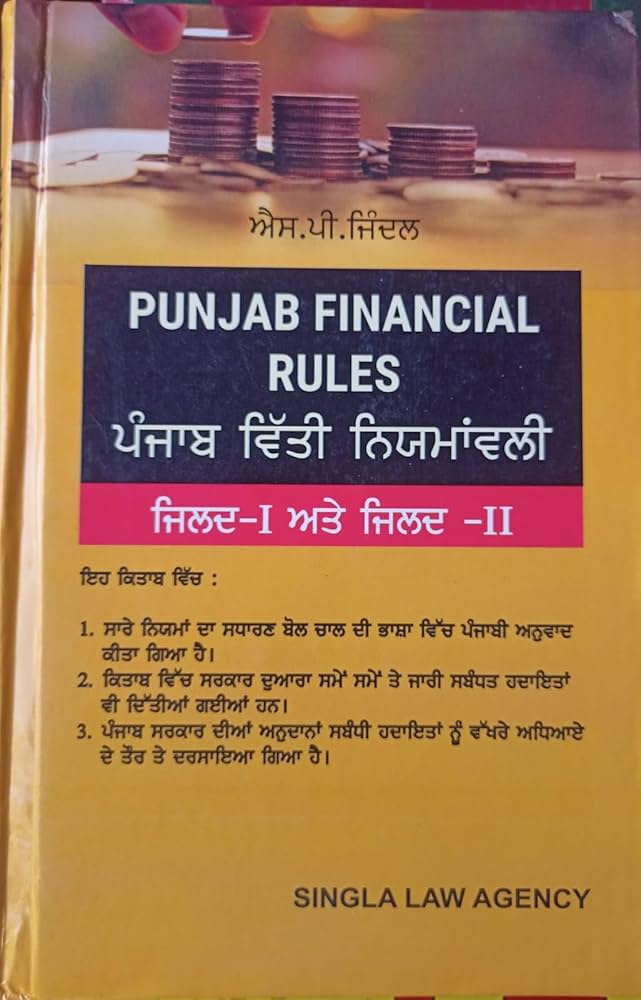 ਐਸ.ਪੀ.ਜਿੰਦਲ
PUNJAB FINANCIAL
RULES
ਪੰਜਾਬ ਵਿੱਤੀ ਨਿਯਮਾਂਵਲੀ
ਜਿਲਦ-I ਅਤੇ ਜਿਲਦ -II
ਇਹ ਕਿਤਾਬ ਵਿੱਚ :
1. ਸਾਰੇ ਨਿਯਮਾਂ ਦਾ ਸਧਾਰਣ ਬੋਲ ਚਾਲ ਦੀ ਭਾਸ਼ਾ ਵਿੱਚ ਪੰਜਾਬੀ ਅਨੁਵਾਦ
ਕੀਤਾ ਗਿਆ ਹੈ।
2. ਕਿਤਾਬ ਵਿੱਚ ਸਰਕਾਰ ਦੁਆਰਾ ਸਮੇਂ ਸਮੇਂ ਤੇ ਜਾਰੀ ਸਬੰਧਤ ਹਦਾਇਤਾਂ
ਵੀ ਦਿੱਤੀਆਂ ਗਈਆਂ ਹਨ।
3. ਪੰਜਾਬ ਸਰਕਾਰ ਦੀਆਂ ਅਨੁਦਾਨਾਂ ਸਬੰਧੀ ਹਦਾਇਤਾਂ ਨੂੰ ਵੱਖਰੇ ਅਧਿਆਏ
ਦੇ ਤੌਰ ਤੇ ਦਰਸਾਇਆ ਗਿਆ ਹੈ।
SINGLA LAW AGENCY